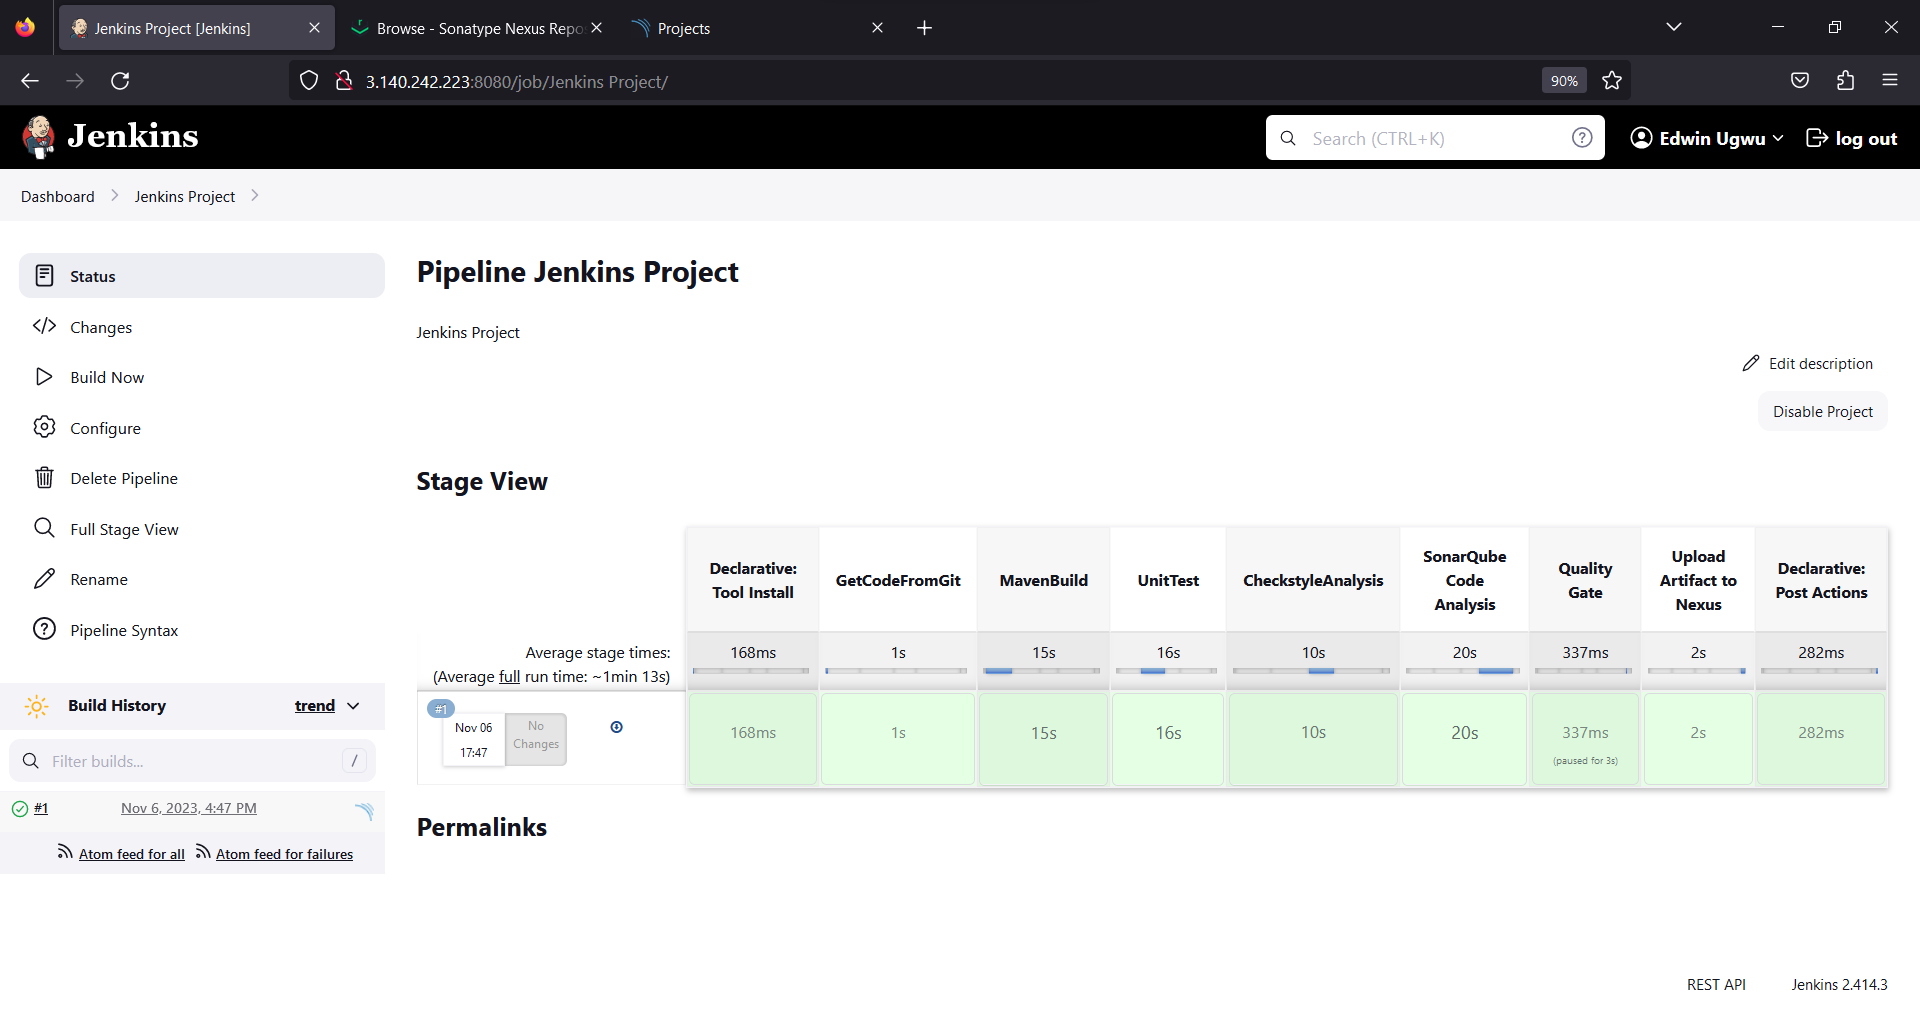 Jenkins Project [Jenkins]
Browse - Sonatype Nexus Repo
Projects
3.140.242.223:8080/job/Jenkins Project/
90%
Jenkins
Search (CTRL+K)
?
Edwin Ugwu
log out
Dashboard
Jenkins Project
Status
Changes
Build Now
Configure
Delete Pipeline
Full Stage View
Rename
Pipeline Syntax
Build History
trend
Filter builds...
/
#1
Nov 6, 2023, 4:47 PM
Atom feed for all
Atom feed for failures
Pipeline Jenkins Project
Jenkins Project
Edit description
Disable Project
Stage View
Declarative:
Tool Install
GetCodeFromGit
MavenBuild
UnitTest
CheckstyleAnalysis
SonarQube
Code
Analysis
Quality
Gate
Upload
Artifact to
Nexus
Declarative:
Post Actions
Average stage times:
(Average full run time: ~1min 13s)
168ms
1s
15s
16s
10s
20s
337ms
2s
282ms
#1
Nov 06
17:47
No
Changes
168ms
1s
15s
16s
10s
20s
337ms
(paused for 3s)
2s
282ms
Permalinks
REST API
Jenkins 2.414.3